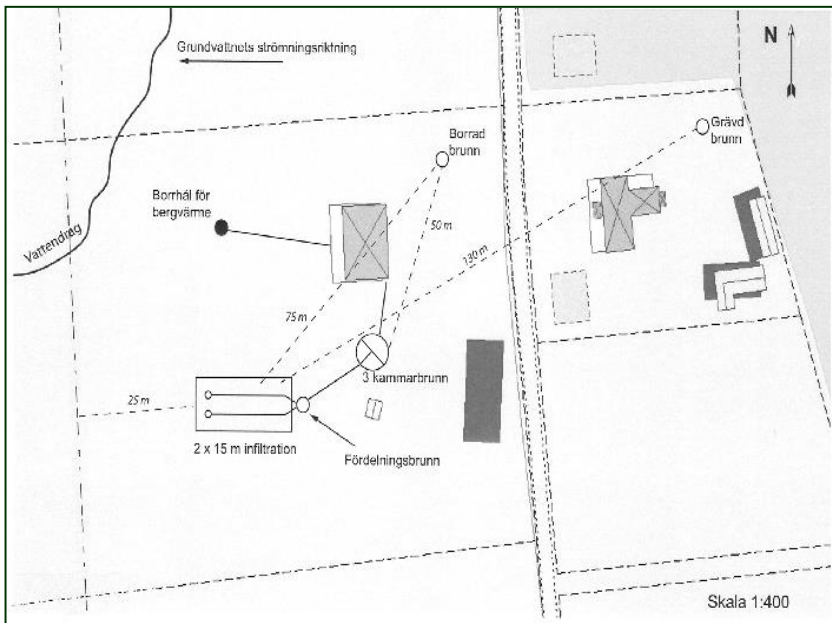 Grundvattnets strömningsriktning
N
Borrad
brunn
Grävd
brunn
Borrhål för
bergvärme
50 m
Vattendrag
130 m
75 m
3 kammarbrunn
25 m
2 x 15 m infiltration
Fördelningsbrunn
Skala 1:400